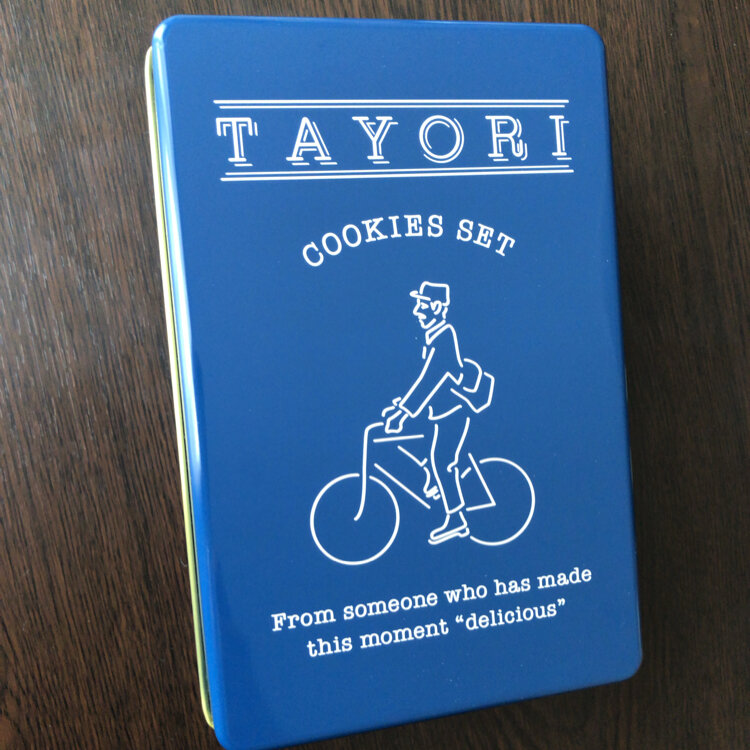 TAYORI
COOKIES SET
From someone who has made
this moment “delicious”